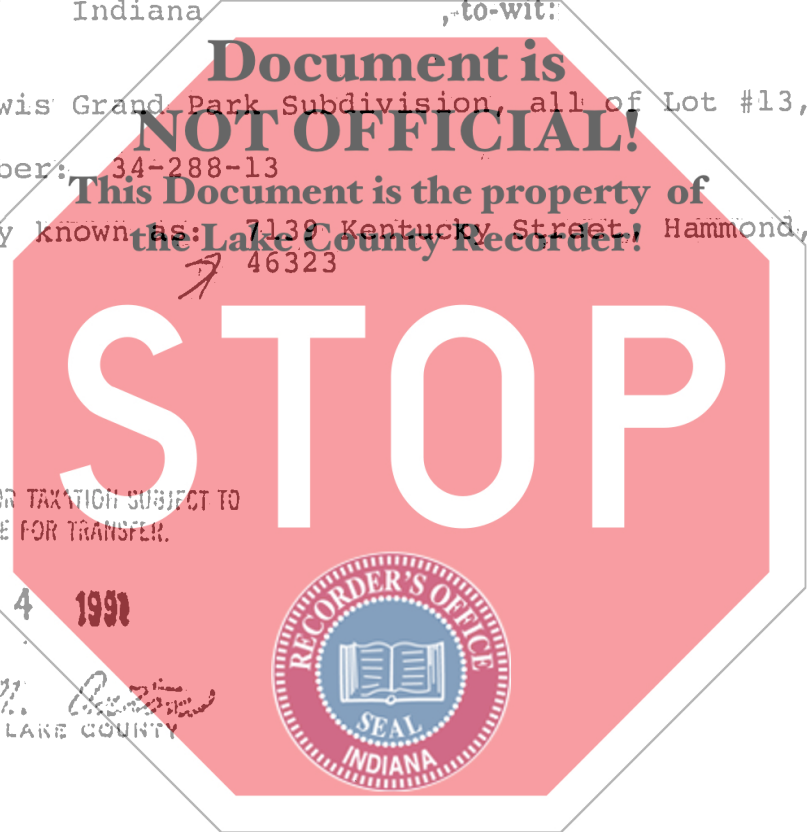 Indiana , to-wit:
Document is
wis Grand Park Subdivision, all of Lot #13,
NOT OFFICIAL!
ber: 34-288-13
This Document is the property of
y known as: 7139 Kentucky Street, Hammond,
the Lake County Recorder!
46323
STOP
OR TAXATION SUBJECT TO
E FOR TRANSFER.
4 1991
LAKE COUNTY
RECORDER'S OFFICE
SEAL
INDIANA